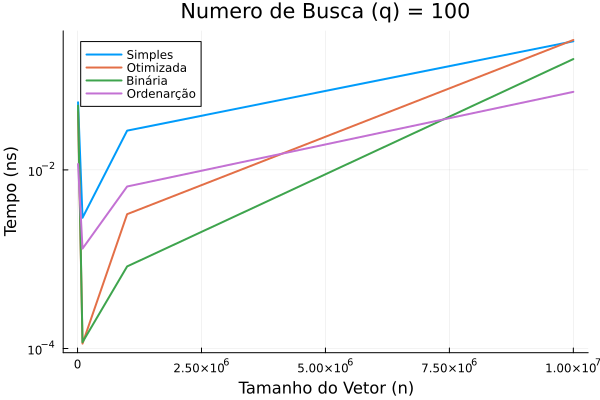 Numero de Busca (q) = 100
Simples
Otimizada
Binária
Ordenarção
Tempo (ns)
10⁻²
10⁻⁴
0 2.50×10⁶ 5.00×10⁶ 7.50×10⁶ 1.00×10⁷
Tamanho do Vetor (n)